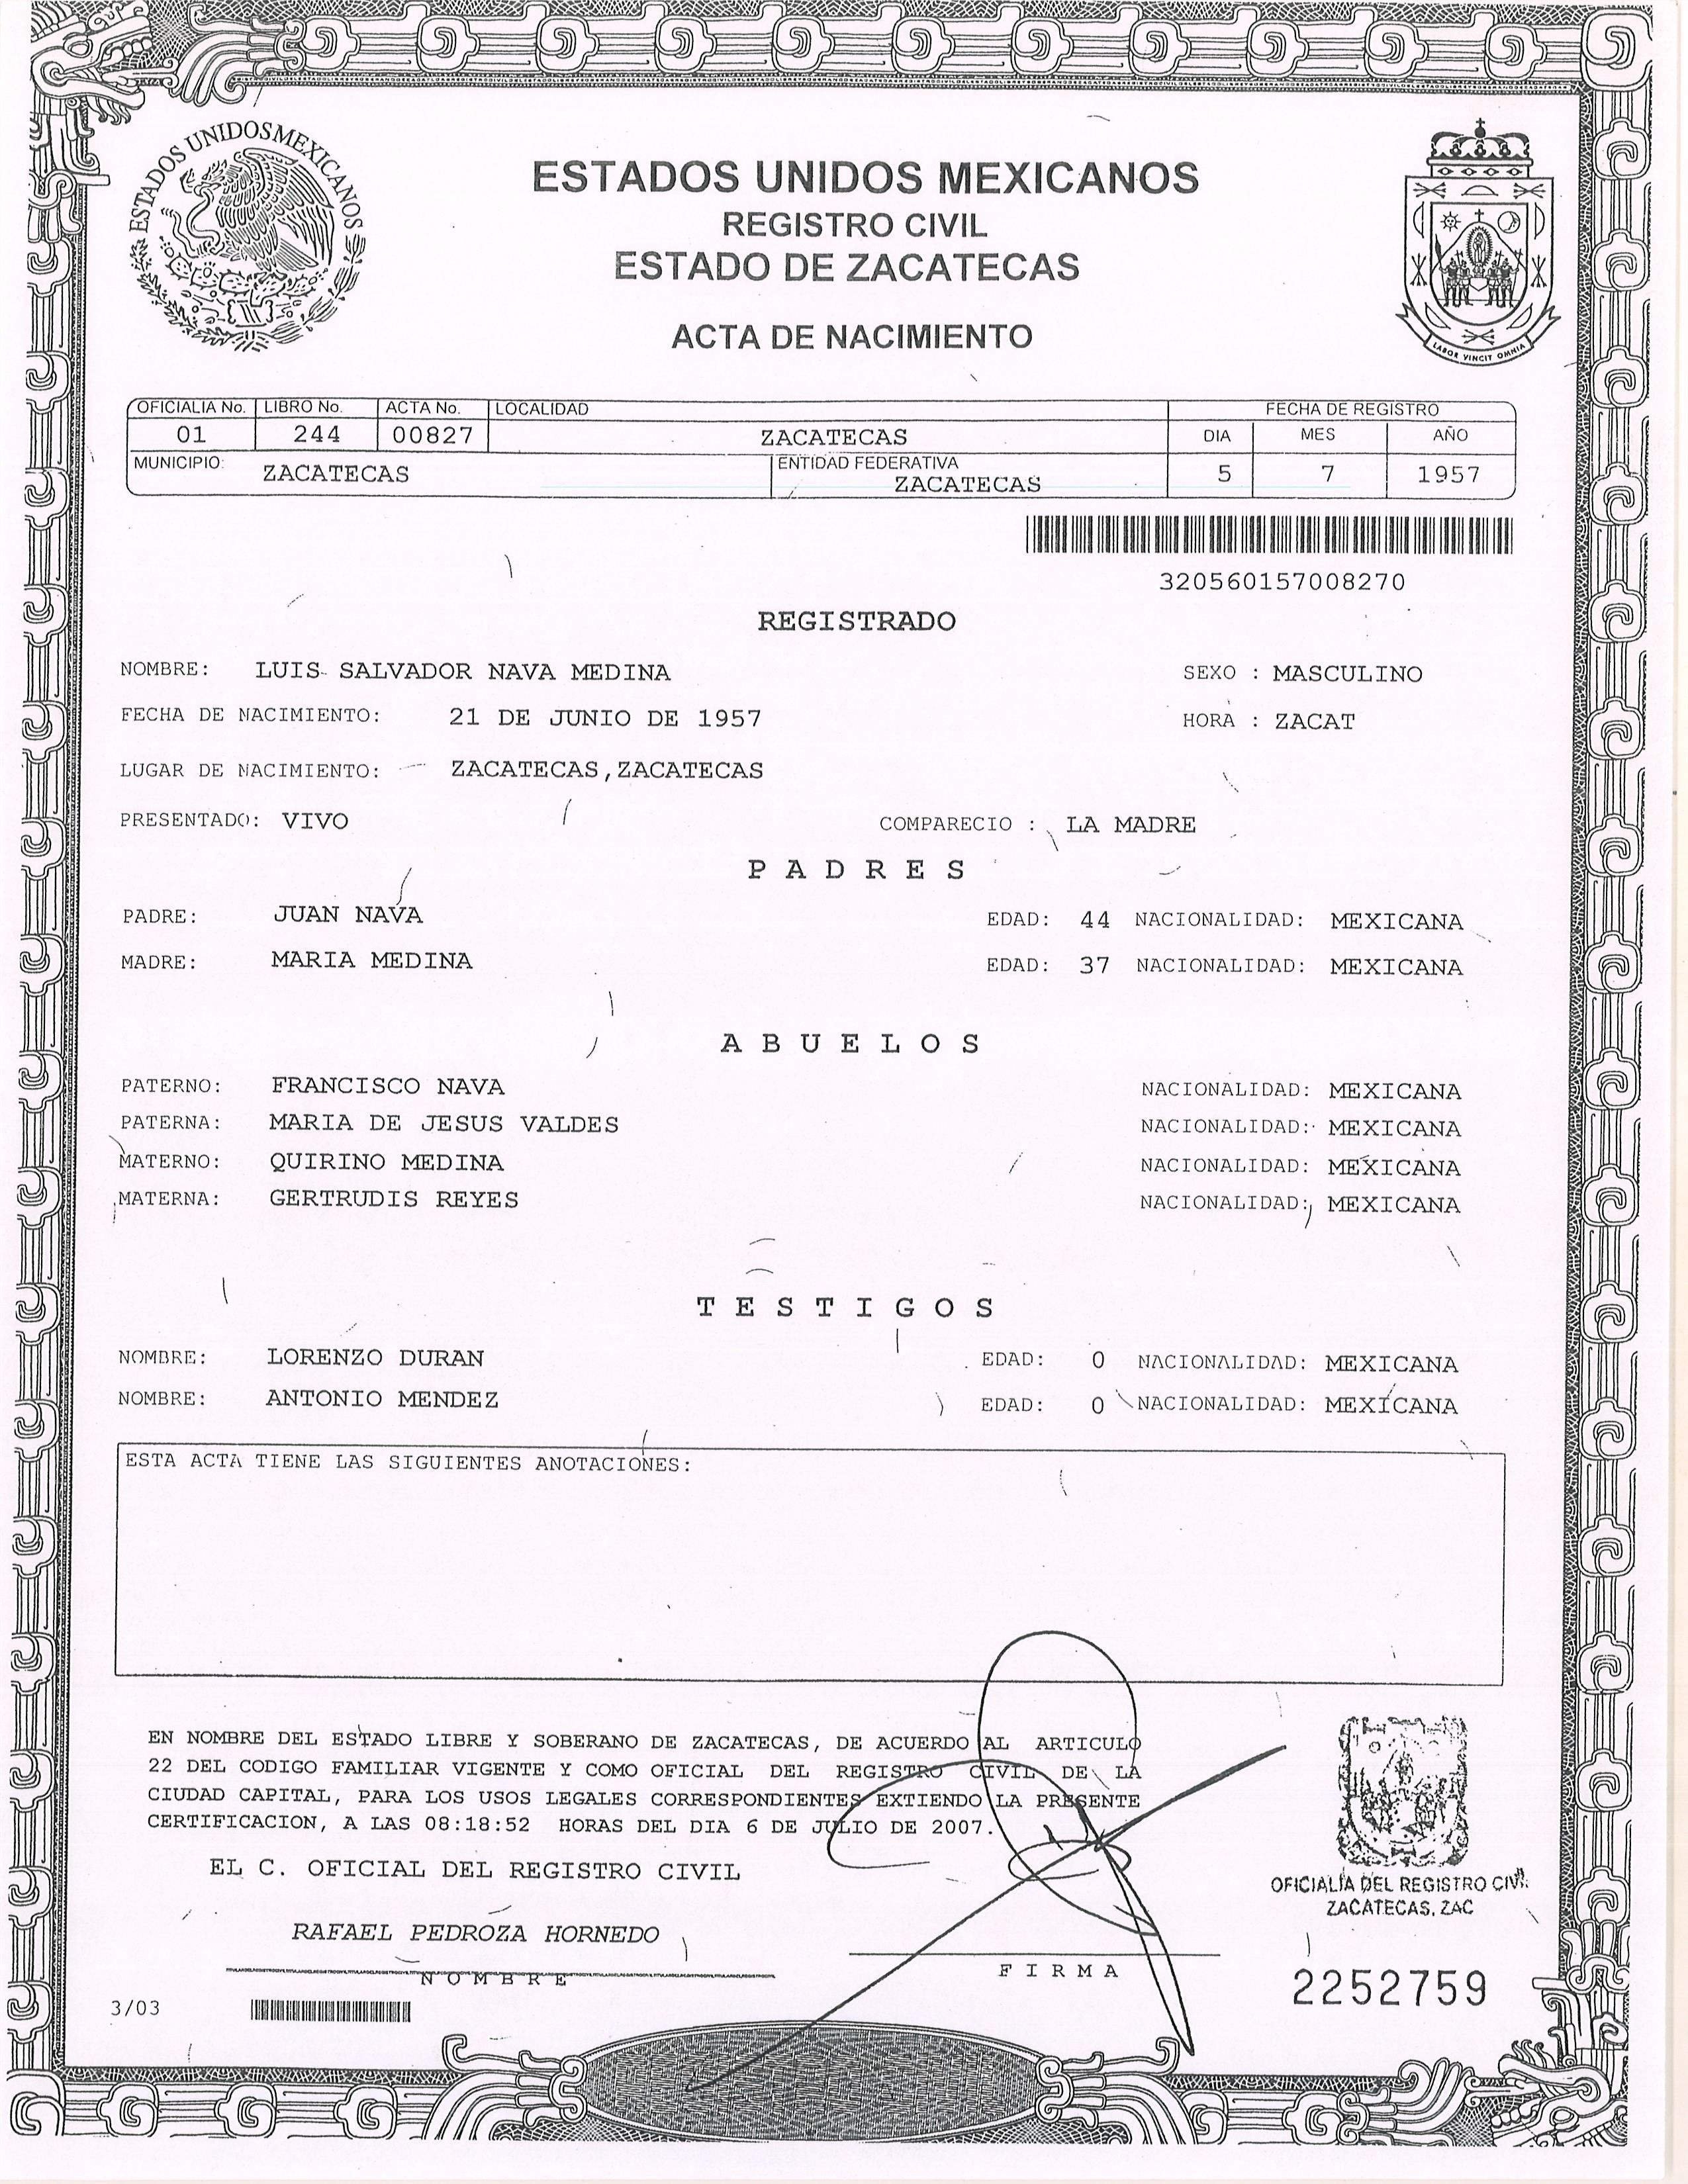 ESTADOS UNIDOS MEXICANOS
ESTADOS UNIDOS MEXICANOS
REGISTRO CIVIL
ESTADO DE ZACATECAS
ACTA DE NACIMIENTO
LABOR VINCIT OMNIA
OFICIALIA No. LIBRO No. ACTA No. LOCALIDAD FECHA DE REGISTRO
01 244 00827 ZACATECAS DIA MES AÑO
MUNICIPIO: ZACATECAS ENTIDAD FEDERATIVA ZACATECAS 5 7 1957
320560157008270
REGISTRADO
NOMBRE: LUIS SALVADOR NAVA MEDINA SEXO : MASCULINO
FECHA DE NACIMIENTO: 21 DE JUNIO DE 1957 HORA : ZACAT
LUGAR DE NACIMIENTO: ZACATECAS,ZACATECAS
PRESENTADO: VIVO COMPARECIO : LA MADRE
P A D R E S
PADRE: JUAN NAVA EDAD: 44 NACIONALIDAD: MEXICANA
MADRE: MARIA MEDINA EDAD: 37 NACIONALIDAD: MEXICANA
A B U E L O S
PATERNO: FRANCISCO NAVA NACIONALIDAD: MEXICANA
PATERNA: MARIA DE JESUS VALDES NACIONALIDAD: MEXICANA
MATERNO: QUIRINO MEDINA NACIONALIDAD: MEXICANA
MATERNA: GERTRUDIS REYES NACIONALIDAD: MEXICANA
T E S T I G O S
NOMBRE: LORENZO DURAN EDAD: 0 NACIONALIDAD: MEXICANA
NOMBRE: ANTONIO MENDEZ EDAD: 0 NACIONALIDAD: MEXICANA
ESTA ACTA TIENE LAS SIGUIENTES ANOTACIONES:
EN NOMBRE DEL ESTADO LIBRE Y SOBERANO DE ZACATECAS, DE ACUERDO AL ARTICULO
22 DEL CODIGO FAMILIAR VIGENTE Y COMO OFICIAL DEL REGISTRO CIVIL DE LA
CIUDAD CAPITAL, PARA LOS USOS LEGALES CORRESPONDIENTES EXTIENDO LA PRESENTE
CERTIFICACION, A LAS 08:18:52 HORAS DEL DIA 6 DE JULIO DE 2007.
EL C. OFICIAL DEL REGISTRO CIVIL
OFICIALIA DEL REGISTRO CIVIL
ZACATECAS, ZAC
RAFAEL PEDROZA HORNEDO
N O M B R E F I R M A
2252759
3/03